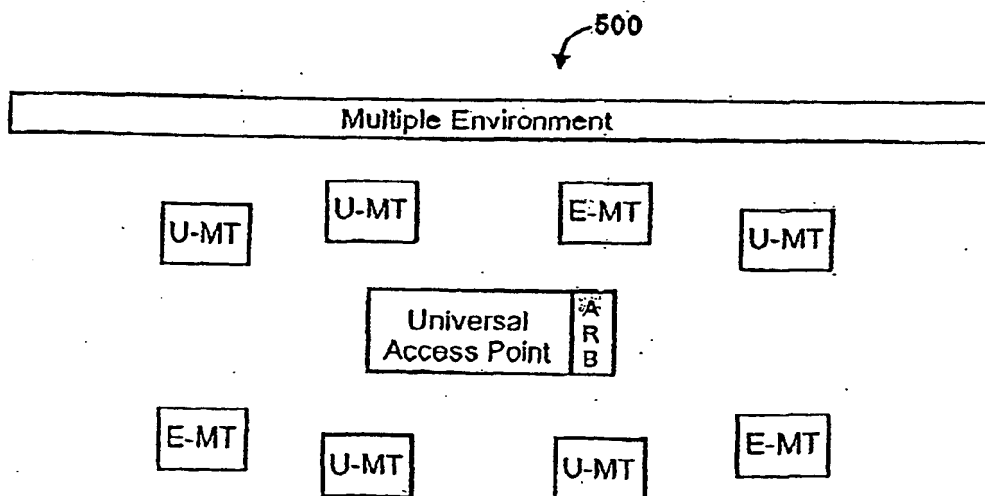 500
Multiple Environment
U-MT
U-MT
E-MT
U-MT
Universal
Access Point
A
R
B
E-MT
U-MT
U-MT
E-MT